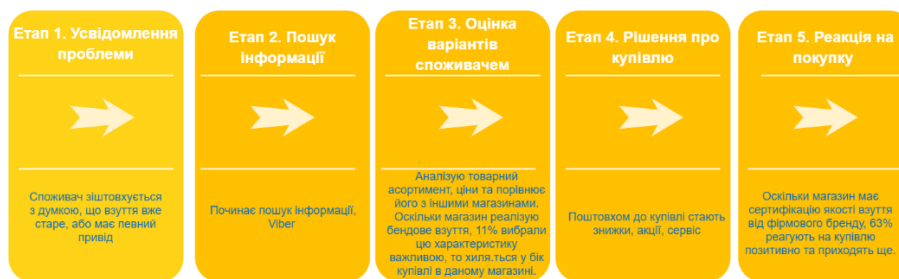 Етап 1. Усвідомлення
проблеми
Споживач зіштовхується
з думкою, що взуття вже
старе, або має певний
привід
Етап 2. Пошук
інформації
Починає пошук інформації,
Viber
Етап 3. Оцінка
варіантів
споживачем
Аналізую товарний
асортимент, ціни та порівнює
його з іншими магазинами.
Оскільки магазин реалізую
бендове взуття, 11% вибрали
цю характеристику
важливою, то хиля.ться у бік
купівлі в даному магазині.
Етап 4. Рішення про
купівлю
Поштовхом до купівлі стають
знижки, акції, сервіс
Етап 5. Реакція на
покупку
Оскільки магазин має
сертифікацію якості взуття
від фірмового бренду, 63%
реагують на купівлю
позитивно та приходять ще.